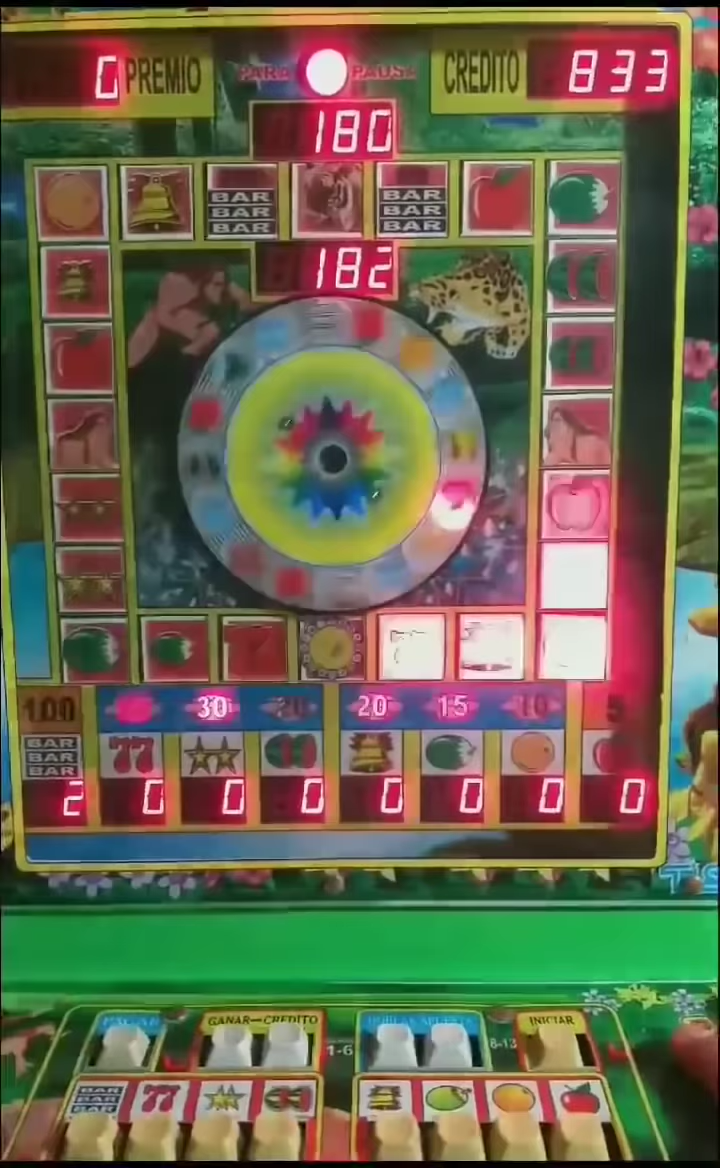 0 PREMIO PARA PAUSA CREDITO 833
180
BAR BAR
BAR BAR
BAR BAR
182
100 30 20 20 15 10 5
BAR
BAR 77
BAR
2 0 0 0 0 0 0 0
GANAR—CREDITO INICIAR
1-6 8-13
BAR
BAR 77
BAR